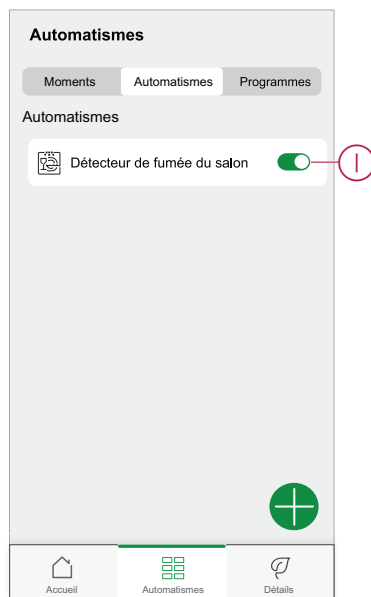 Automatismes
Moments Automatismes Programmes
Automatismes
Détecteur de fumée du salon
I
Accueil Automatismes Détails